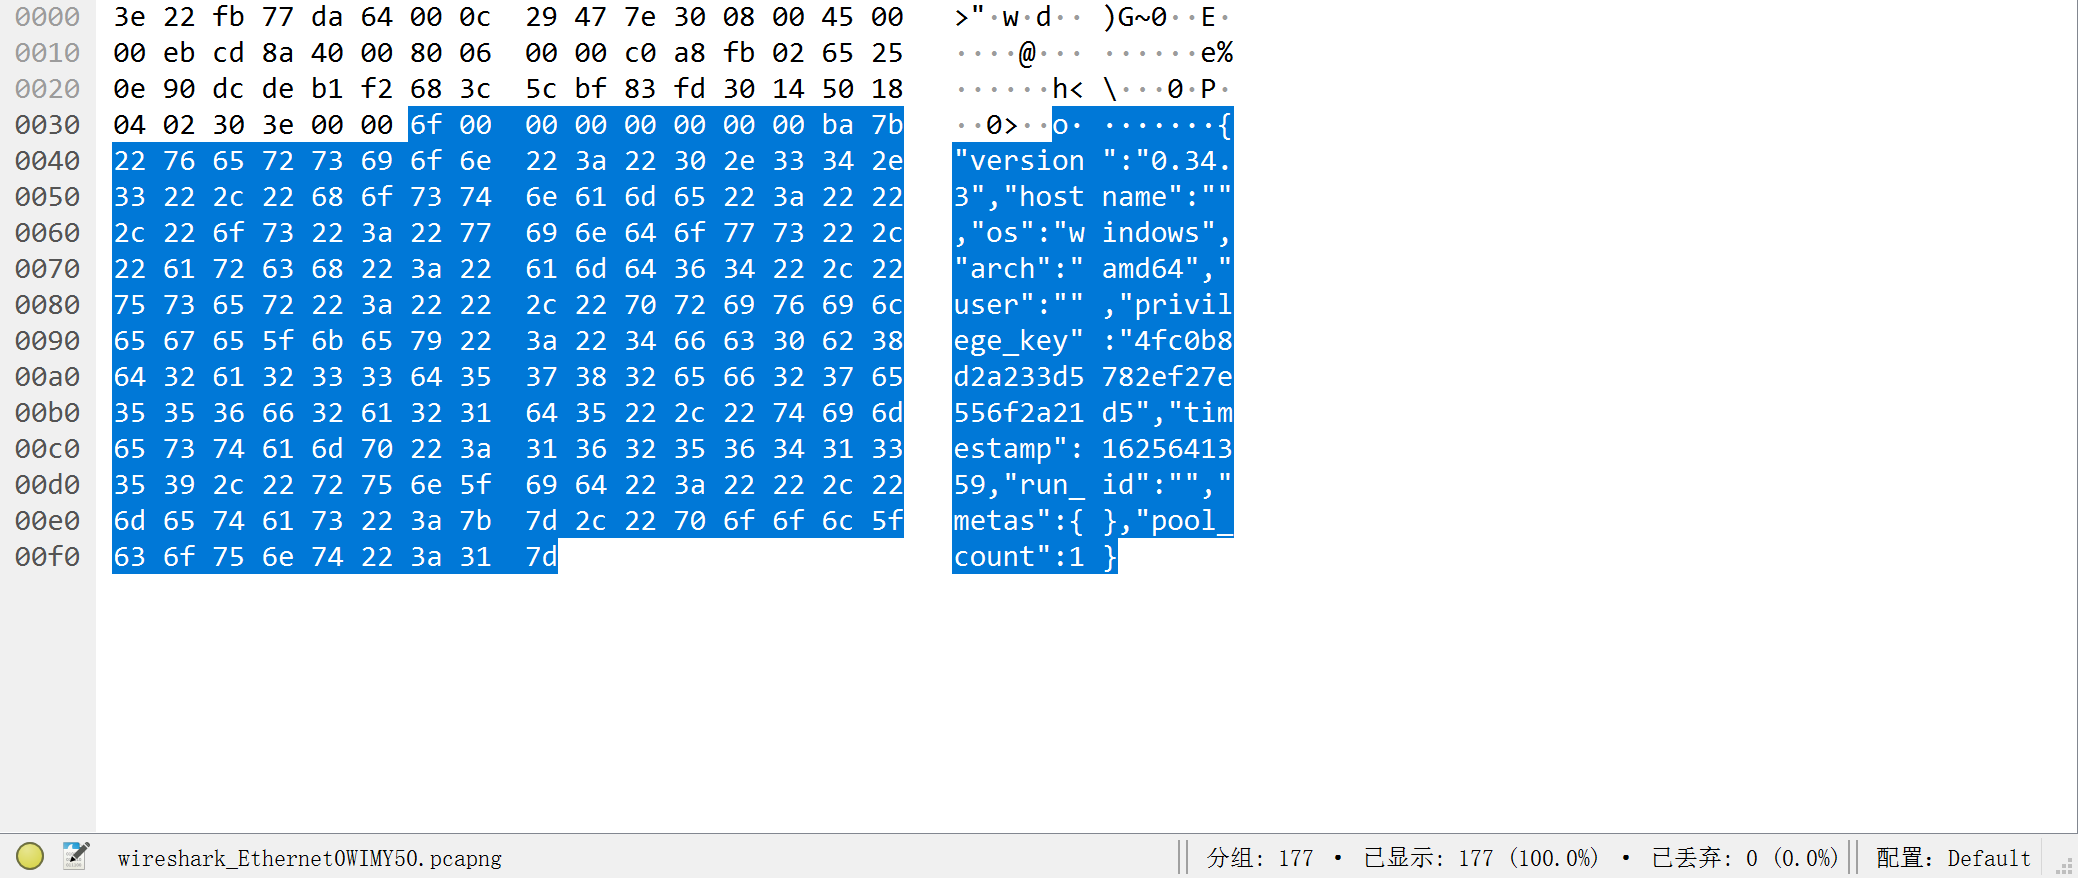 0000 3e 22 fb 77 da 64 00 0c 29 47 7e 30 08 00 45 00 >"·w·d·· )G~0··E·
0010 00 eb cd 8a 40 00 80 06 00 00 c0 a8 fb 02 65 25 ····@··· ······e%
0020 0e 90 dc de b1 f2 68 3c 5c bf 83 fd 30 14 50 18 ······h< \···0·P·
0030 04 02 30 3e 00 00 6f 00 00 00 00 00 00 00 ba 7b ··0>··o· ·······{
0040 22 76 65 72 73 69 6f 6e 22 3a 22 30 2e 33 34 2e "version ":"0.34.
0050 33 22 2c 22 68 6f 73 74 6e 61 6d 65 22 3a 22 22 3","host name":""
0060 2c 22 6f 73 22 3a 22 77 69 6e 64 6f 77 73 22 2c ,"os":"w indows",
0070 22 61 72 63 68 22 3a 22 61 6d 64 36 34 22 2c 22 "arch":" amd64","
0080 75 73 65 72 22 3a 22 22 2c 22 70 72 69 76 69 6c user":"" ,"privil
0090 65 67 65 5f 6b 65 79 22 3a 22 34 66 63 30 62 38 ege_key" :"4fc0b8
00a0 64 32 61 32 33 33 64 35 37 38 32 65 66 32 37 65 d2a233d5 782ef27e
00b0 35 35 36 66 32 61 32 31 64 35 22 2c 22 74 69 6d 556f2a21 d5","tim
00c0 65 73 74 61 6d 70 22 3a 31 36 32 35 36 34 31 33 estamp": 16256413
00d0 35 39 2c 22 72 75 6e 5f 69 64 22 3a 22 22 2c 22 59,"run_ id":"","
00e0 6d 65 74 61 73 22 3a 7b 7d 2c 22 70 6f 6f 6c 5f metas":{ },"pool_
00f0 63 6f 75 6e 74 22 3a 31 7d count":1 }
wireshark_Ethernet0WIMY50.pcapng 分组: 177 · 已显示: 177 (100.0%) · 已丢弃: 0 (0.0%) 配置: Default